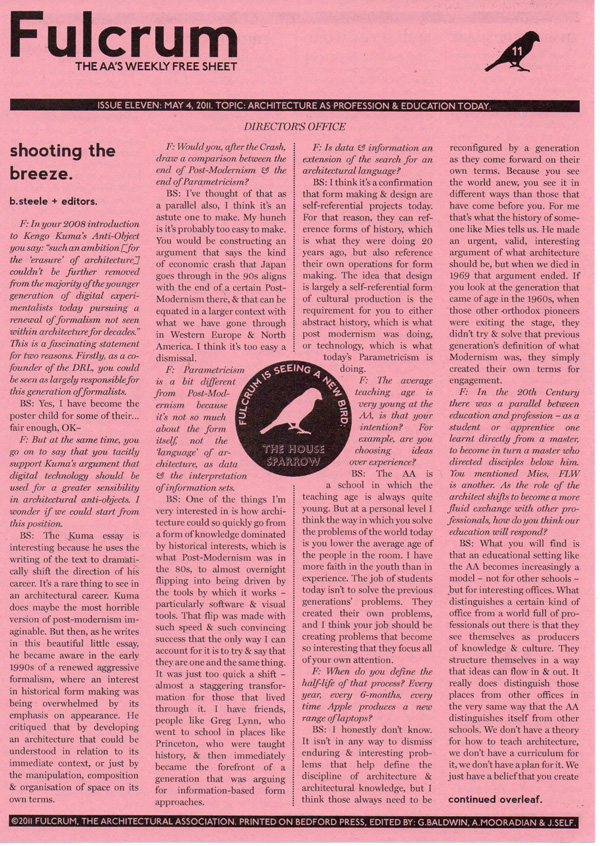 Fulcrum
THE AA'S WEEKLY FREE SHEET
11
ISSUE ELEVEN: MAY 4, 2011. TOPIC: ARCHITECTURE AS PROFESSION & EDUCATION TODAY.
DIRECTOR'S OFFICE
shooting the
breeze.
b.steele + editors.
F: In your 2008 introduction
to Kengo Kuma's Anti-Object
you say: "such an ambition [for
the 'erasure' of architecture,]
couldn't be further removed
from the majority of the younger
generation of digital experi-
mentalists today pursuing a
renewal of formalism not seen
within architecture for decades."
This is a fascinating statement
for two reasons. Firstly, as a co-
founder of the DRL, you could
be seen as largely responsible for
this generation of formalists.
BS: Yes, I have become the
poster child for some of their...
fair enough, OK–
F: But at the same time, you
go on to say that you tacitly
support Kuma's argument that
digital technology should be
used for a greater sensibility
in architectural anti-objects. I
wonder if we could start from
this position.
BS: The Kuma essay is
interesting because he uses the
writing of the text to dramati-
cally shift the direction of his
career. It's a rare thing to see in
an architectural career. Kuma
does maybe the most horrible
version of post-modernism im-
aginable. But then, as he writes
in this beautiful little essay,
he became aware in the early
1990s of a renewed aggressive
formalism, where an interest
in historical form making was
being overwhelmed by its
emphasis on appearance. He
critiqued that by developing
an architecture that could be
understood in relation to its
immediate context, or just by
the manipulation, composition
& organisation of space on its
own terms.
F: Would you, after the Crash,
draw a comparison between the
end of Post-Modernism & the
end of Parametricism?
BS: I've thought of that as
a parallel also, I think it's an
astute one to make. My hunch
is it's probably too easy to make.
You would be constructing an
argument that says the kind
of economic crash that Japan
goes through in the 90s aligns
with the end of a certain Post-
Modernism there, & that can be
equated in a larger context with
what we have gone through
in Western Europe & North
America. I think it's too easy a
dismissal.
F: Parametricism
is a bit different
from Post-Mod-
ernism because
it's not so much
about the form
itself, not the
'language' of ar-
chitecture, as data
& the interpretation
of information sets.
BS: One of the things I'm
very interested in is how archi-
tecture could so quickly go from
a form of knowledge dominated
by historical interests, which is
what Post-Modernism was in
the 80s, to almost overnight
flipping into being driven by
the tools by which it works –
particularly software & visual
tools. That flip was made with
such speed & such convincing
success that the only way I can
account for it is to try & say that
they are one and the same thing.
It was just too quick a shift –
almost a staggering transfor-
mation for those that lived
through it. I have friends,
people like Greg Lynn, who
went to school in places like
Princeton, who were taught
history, & then immediately
became the forefront of a
generation that was arguing
for information-based form
approaches.
FULCRUM IS SEEING A NEW BIRD:
THE HOUSE
SPARROW
F: Is data & information an
extension of the search for an
architectural language?
BS: I think it's a confirmation
that form making & design are
self-referential projects today.
For that reason, they can ref-
erence forms of history, which
is what they were doing 20
years ago, but also reference
their own operations for form
making. The idea that design
is largely a self-referential form
of cultural production is the
requirement for you to either
abstract history, which is what
post modernism was doing,
or technology, which is what
today's Parametricism is
doing.
F: The average
teaching age is
very young at the
AA, is that your
intention? For
example, are you
choosing ideas
over experience?
BS: The AA is
a school in which the
teaching age is always quite
young. But at a personal level I
think the way in which you solve
the problems of the world today
is you lower the average age of
the people in the room. I have
more faith in the youth than in
experience. The job of students
today isn't to solve the previous
generations' problems. They
created their own problems,
and I think your job should be
creating problems that become
so interesting that they focus all
of your own attention.
F: When do you define the
half-life of that process? Every
year, every 6-months, every
time Apple produces a new
range of laptops?
BS: I honestly don't know.
It isn't in any way to dismiss
enduring & interesting prob-
lems that help define the
discipline of architecture &
architectural knowledge, but I
think those always need to be
reconfigured by a generation
as they come forward on their
own terms. Because you see
the world anew, you see it in
different ways than those that
have come before you. For me
that's what the history of some-
one like Mies tells us. He made
an urgent, valid, interesting
argument of what architecture
should be, but when we died in
1969 that argument ended. If
you look at the generation that
came of age in the 1960s, when
those other orthodox pioneers
were exiting the stage, they
didn't try & solve that previous
generation's definition of what
Modernism was, they simply
created their own terms for
engagement.
F: In the 20th Century
there was a parallel between
education and profession – as a
student or apprentice one
learnt directly from a master,
to become in turn a master who
directed disciples below him.
You mentioned Mies, FLW
is another. As the role of the
architect shifts to become a more
fluid exchange with other pro-
fessionals, how do you think our
education will respond?
BS: What you will find is
that an educational setting like
the AA becomes increasingly a
model – not for other schools –
but for interesting offices. What
distinguishes a certain kind of
office from a world full of pro-
fessionals out there is that they
see themselves as producers
of knowledge & culture. They
structure themselves in a way
that ideas can flow in & out. It
really does distinguish those
places from other offices in
the very same way that the AA
distinguishes itself from other
schools. We don't have a theory
for how to teach architecture,
we don't have a curriculum for
it, we don't have a plan for it. We
just have a belief that you create
continued overleaf.
©2011 FULCRUM, THE ARCHITECTURAL ASSOCIATION. PRINTED ON BEDFORD PRESS, EDITED BY: G.BALDWIN, A.MOORADIAN & J.SELF.